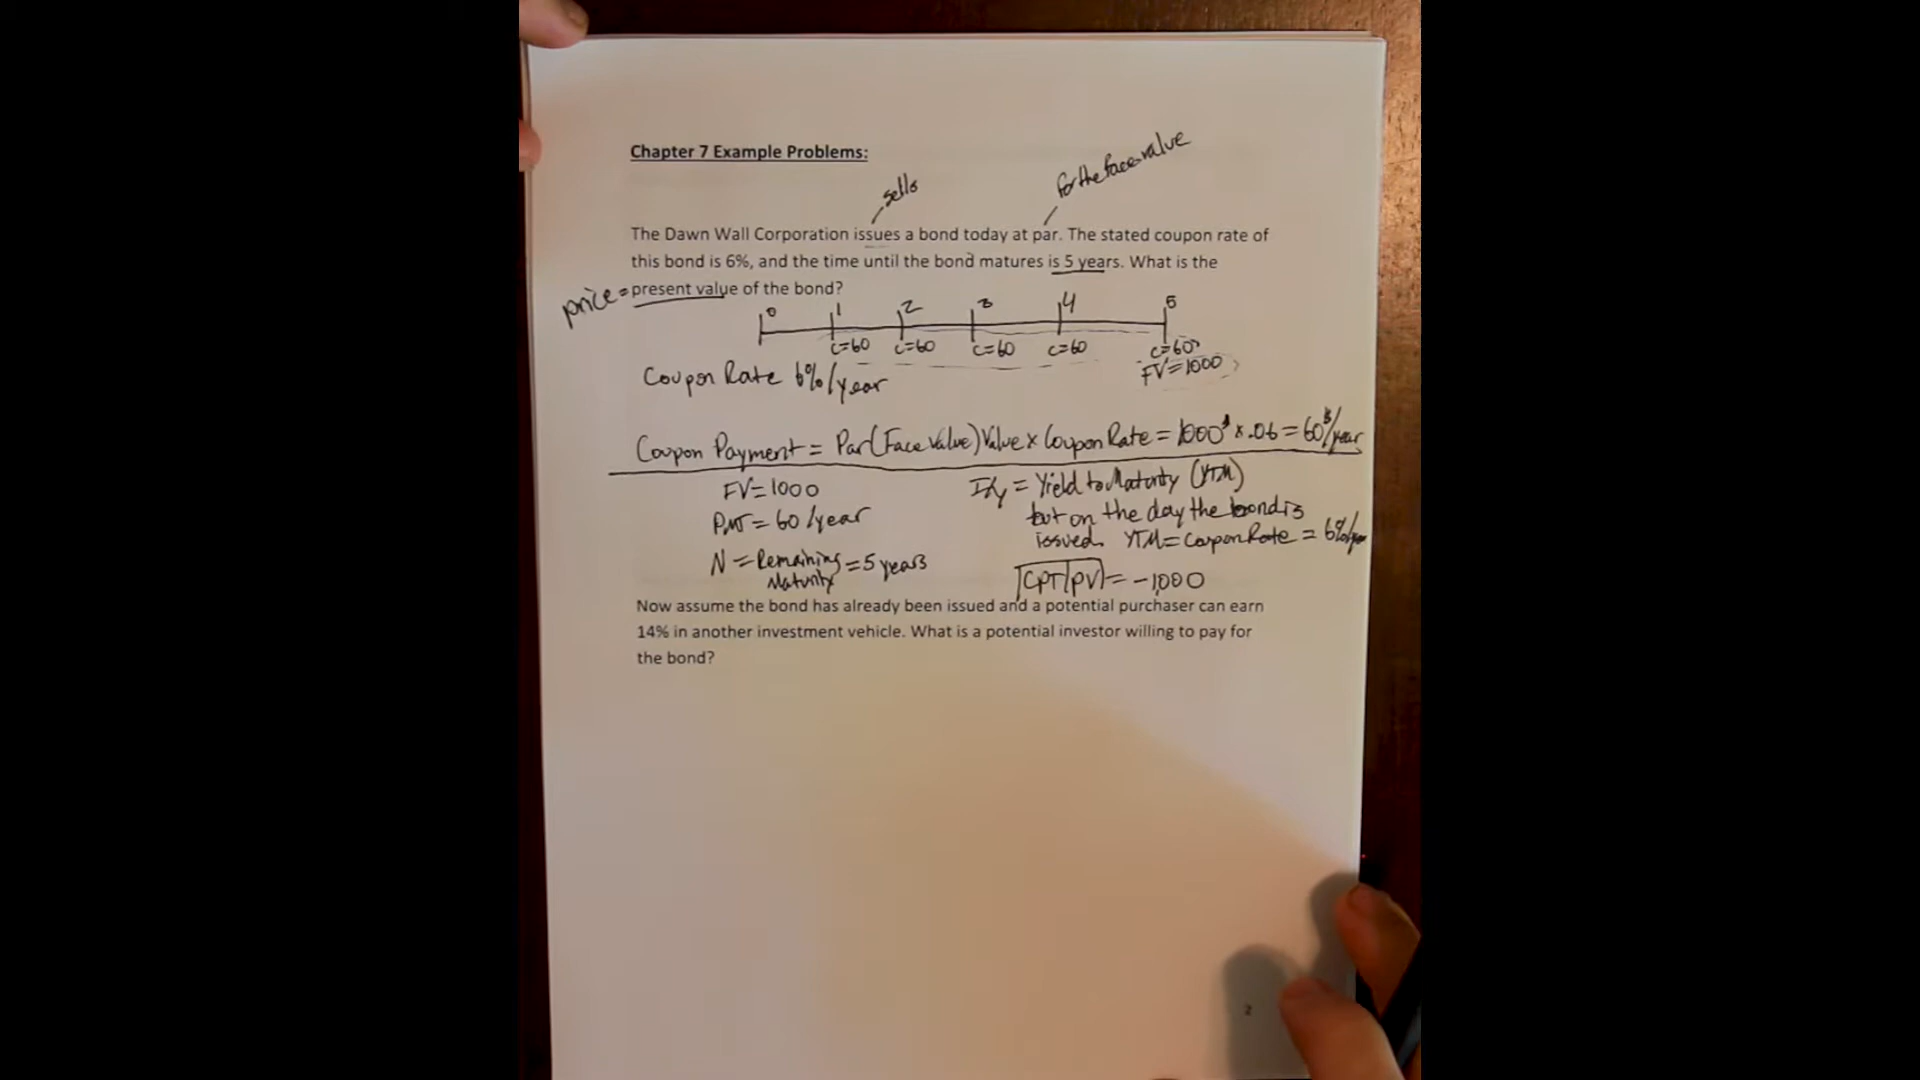 Chapter 7 Example Problems:
sells
for the face value
The Dawn Wall Corporation issues a bond today at par. The stated coupon rate of
this bond is 6%, and the time until the bond matures is 5 years. What is the
price = present value of the bond?
0 1 2 3 4 5
C=60 C=60 C=60 C=60 C=60
FV=1000
Coupon Rate 6%/year
Coupon Payment = Par (Face Value) Value x Coupon Rate = 1000$ x .06 = 60$/year
FV=1000
PMT = 60/year
N = Remaining Maturity = 5 years
I/y = Yield to Maturity (YTM)
but on the day the bond is
issued. YTM = Coupon Rate = 6%/year
CPT PV = -1,000
Now assume the bond has already been issued and a potential purchaser can earn
14% in another investment vehicle. What is a potential investor willing to pay for
the bond?
2